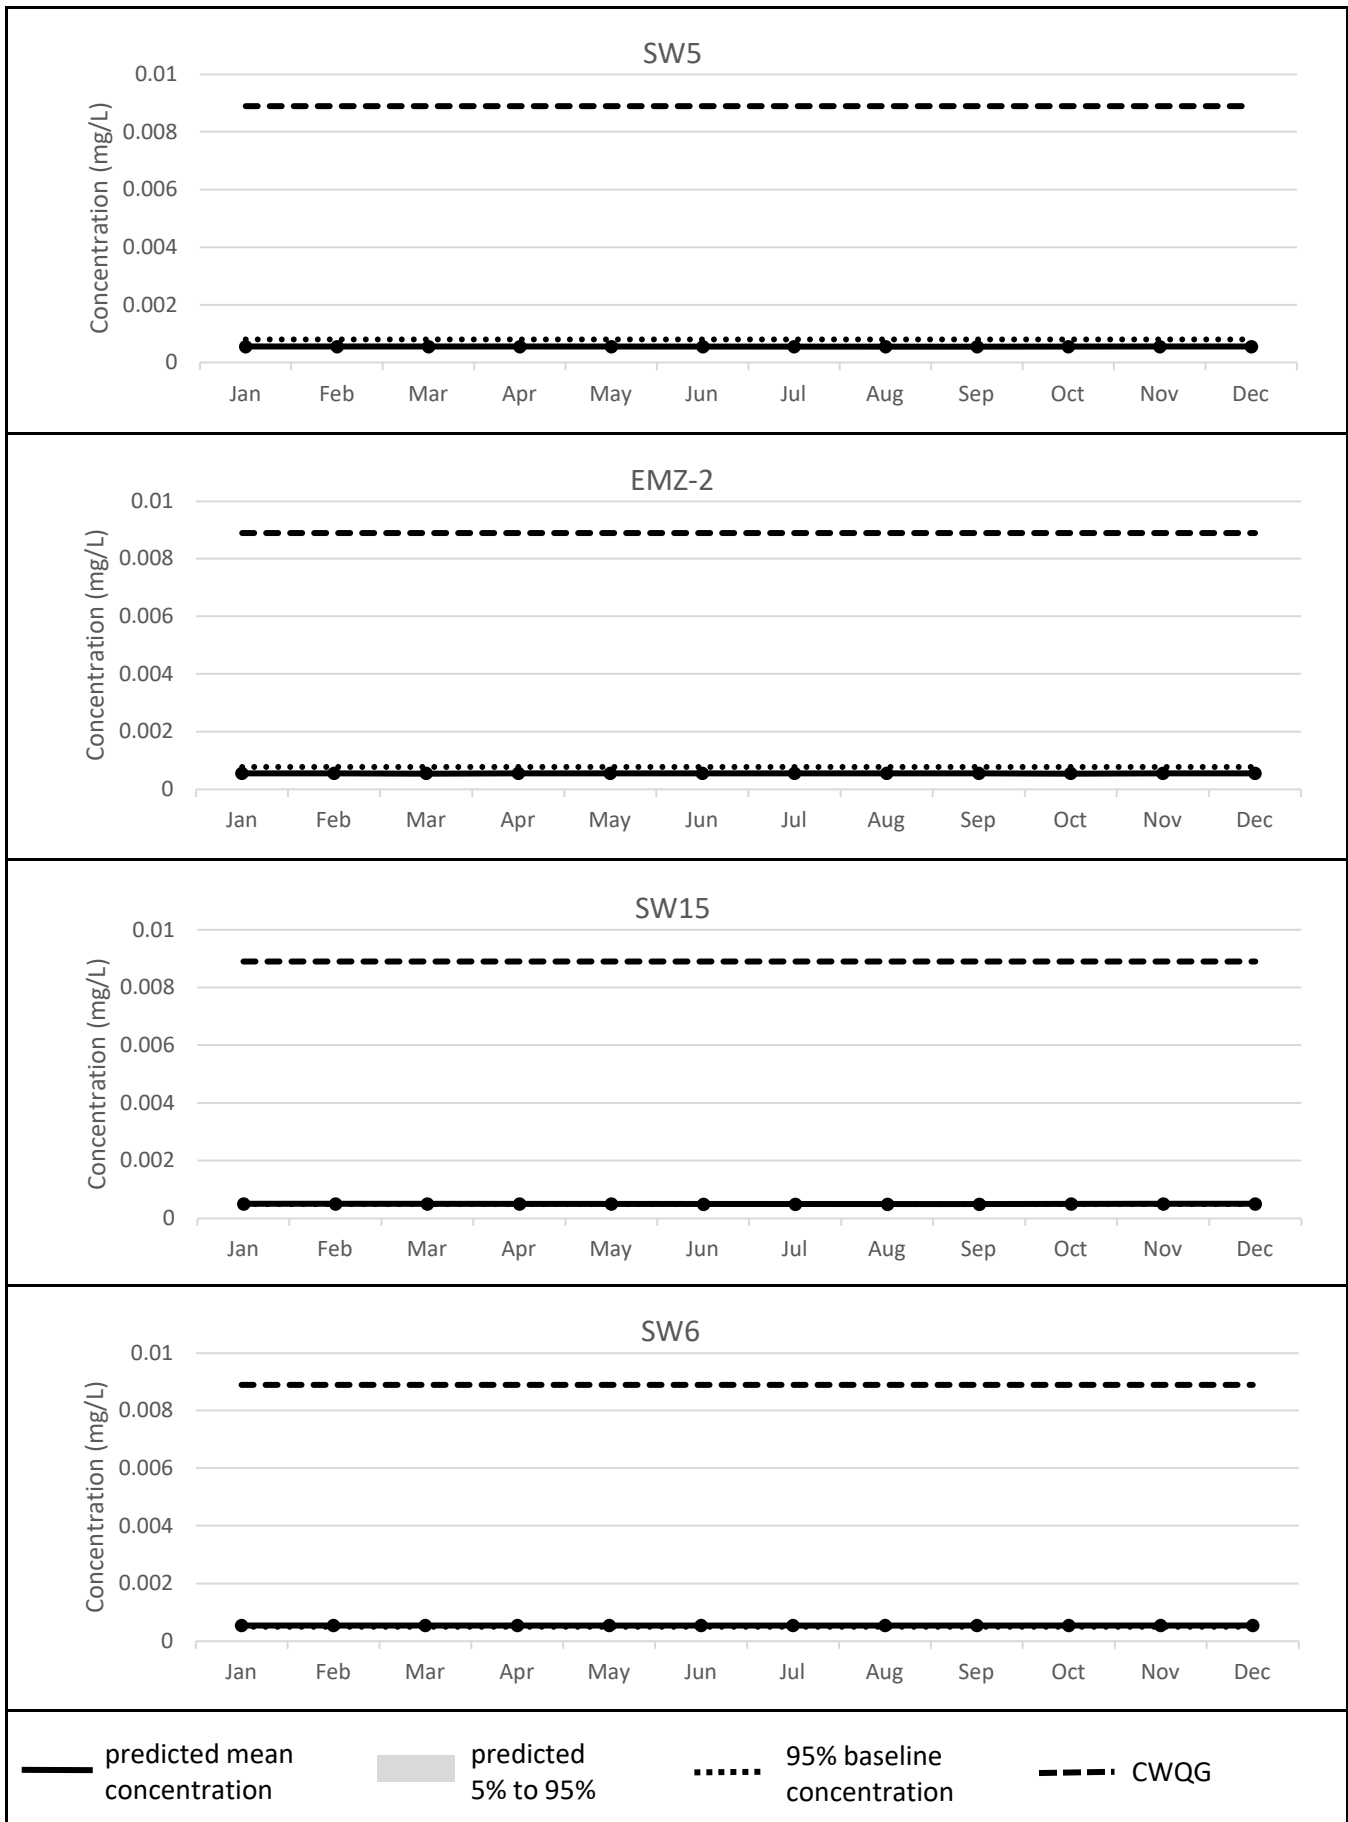 SW5
Concentration (mg/L)
0.01
0.008
0.006
0.004
0.002
0
Jan Feb Mar Apr May Jun Jul Aug Sep Oct Nov Dec
EMZ-2
Concentration (mg/L)
0.01
0.008
0.006
0.004
0.002
0
Jan Feb Mar Apr May Jun Jul Aug Sep Oct Nov Dec
SW15
Concentration (mg/L)
0.01
0.008
0.006
0.004
0.002
0
Jan Feb Mar Apr May Jun Jul Aug Sep Oct Nov Dec
SW6
Concentration (mg/L)
0.01
0.008
0.006
0.004
0.002
0
Jan Feb Mar Apr May Jun Jul Aug Sep Oct Nov Dec
predicted mean
concentration
predicted
5% to 95%
95% baseline
concentration
CWQG